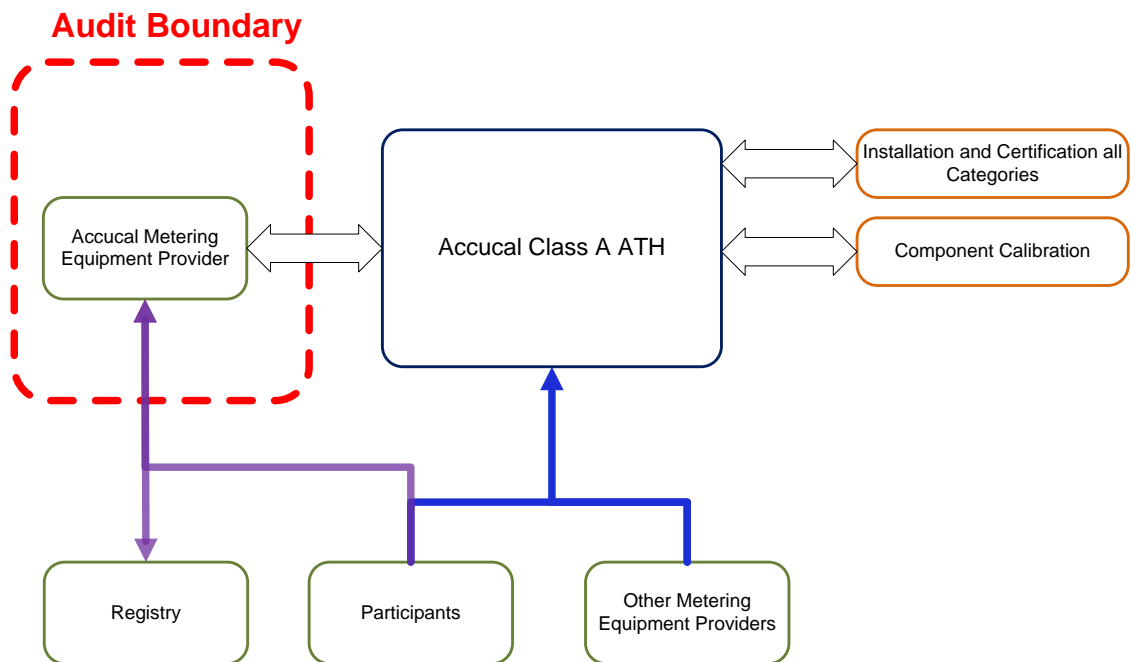 Audit Boundary
Accucal Metering
Equipment Provider
Accucal Class A ATH
Installation and Certification all
Categories
Component Calibration
Registry
Participants
Other Metering
Equipment Providers